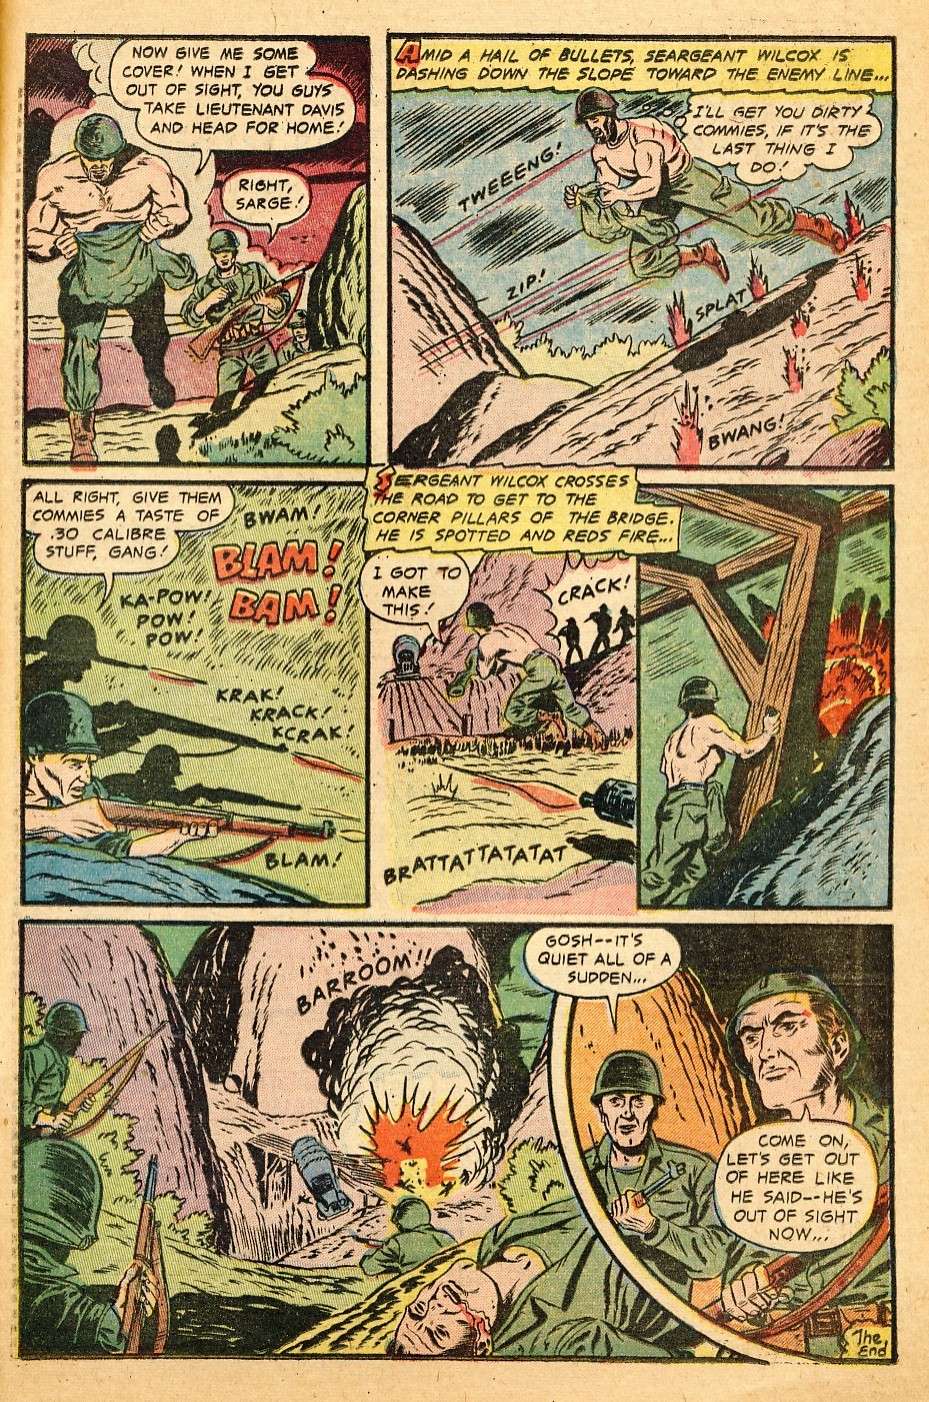 NOW GIVE ME SOME
COVER! WHEN I GET
OUT OF SIGHT, YOU GUYS
TAKE LIEUTENANT DAVIS
AND HEAD FOR HOME!
RIGHT,
SARGE!
AMID A HAIL OF BULLETS, SEARGEANT WILCOX IS
DASHING DOWN THE SLOPE TOWARD THE ENEMY LINE...
I'LL GET YOU DIRTY
COMMIES, IF IT'S THE
LAST THING I
DO!
TWEEENG!
ZIP!
SPLAT
BWANG!
ALL RIGHT, GIVE THEM
COMMIES A TASTE OF
.30 CALIBRE
STUFF, GANG!
BWAM!
BLAM!
BAM!
KA-POW!
POW!
POW!
KRAK!
KRACK!
KCRAK!
BLAM!
SERGEANT WILCOX CROSSES
THE ROAD TO GET TO THE
CORNER PILLARS OF THE BRIDGE.
HE IS SPOTTED AND REDS FIRE...
I GOT TO
MAKE
THIS!
CRACK!
BRATTATTATATAT
BARROOM!!
GOSH--IT'S
QUIET ALL OF A
SUDDEN...
COME ON,
LET'S GET OUT
OF HERE LIKE
HE SAID--HE'S
OUT OF SIGHT
NOW...
The
End